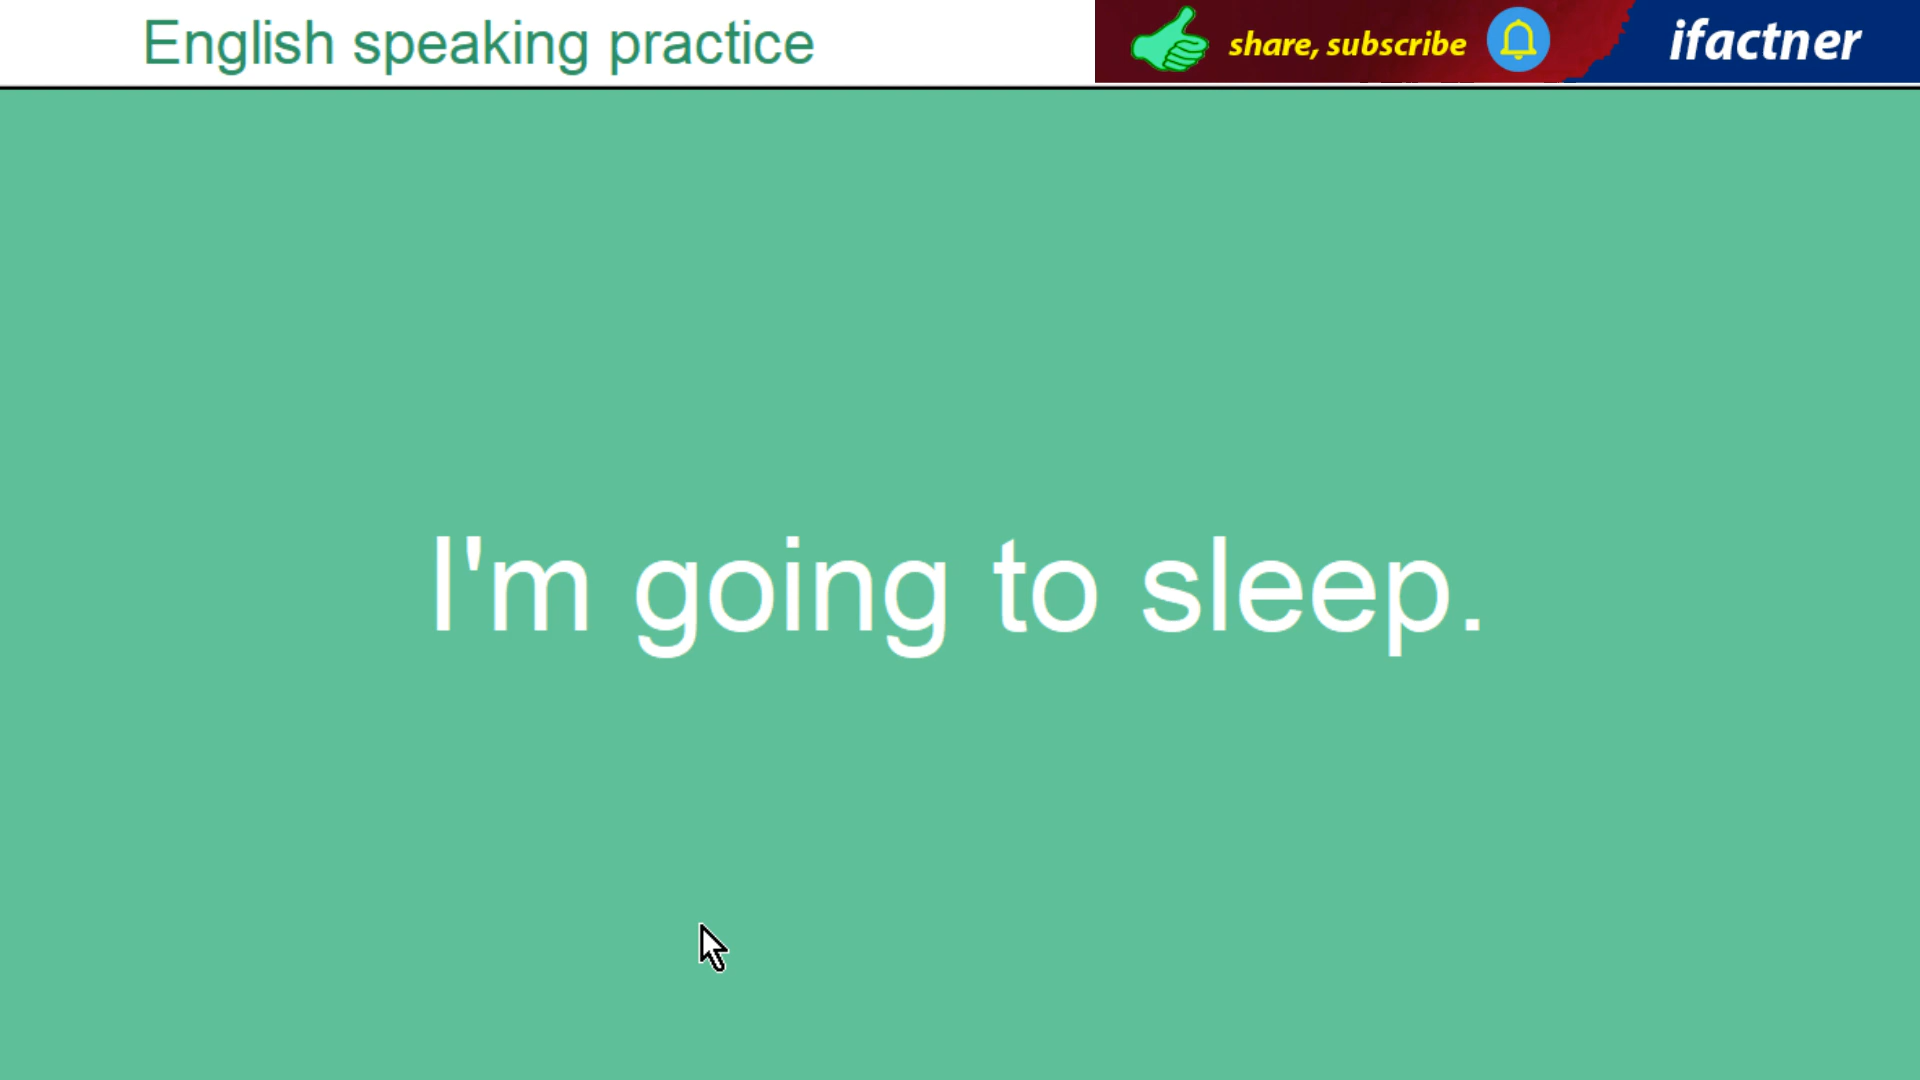 English speaking practice
share, subscribe
ifactner
I'm going to sleep.